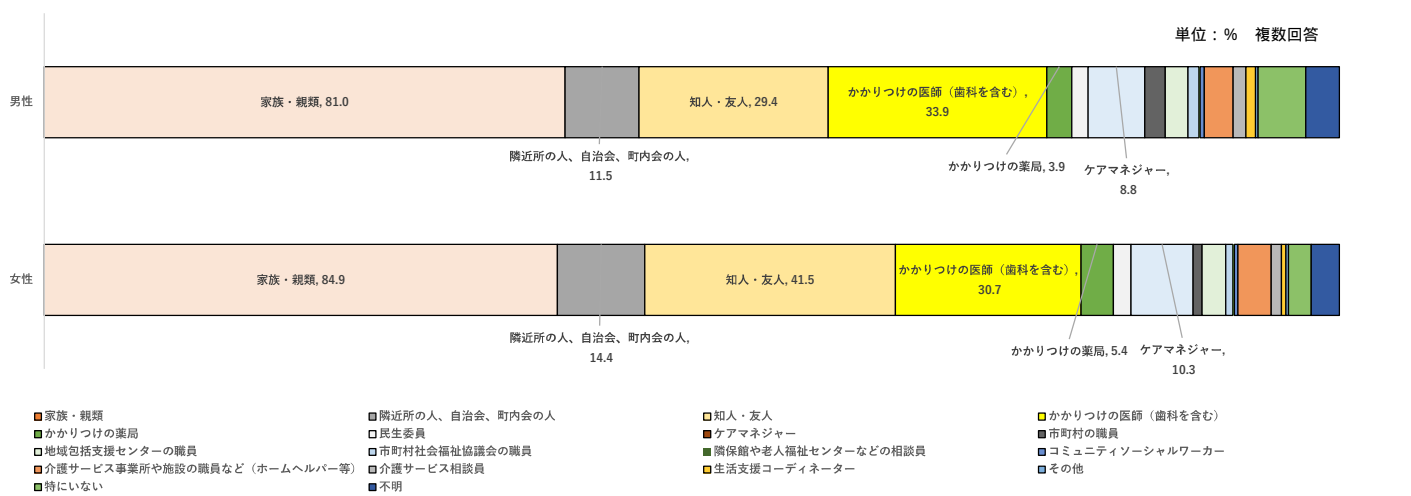 単位：％　複数回答
男性
家族・親類, 81.0
知人・友人, 29.4
かかりつけの医師（歯科を含む）,
33.9
隣近所の人、自治会、町内会の人,
11.5
かかりつけの薬局, 3.9
ケアマネジャー,
8.8
女性
家族・親類, 84.9
知人・友人, 41.5
かかりつけの医師（歯科を含む）,
30.7
隣近所の人、自治会、町内会の人,
14.4
かかりつけの薬局, 5.4
ケアマネジャー,
10.3
家族・親類
隣近所の人、自治会、町内会の人
知人・友人
かかりつけの医師（歯科を含む）
かかりつけの薬局
民生委員
ケアマネジャー
市町村の職員
地域包括支援センターの職員
市町村社会福祉協議会の職員
隣保館や老人福祉センターなどの相談員
コミュニティソーシャルワーカー
介護サービス事業所や施設の職員など（ホームヘルパー等）
介護サービス相談員
生活支援コーディネーター
その他
特にいない
不明